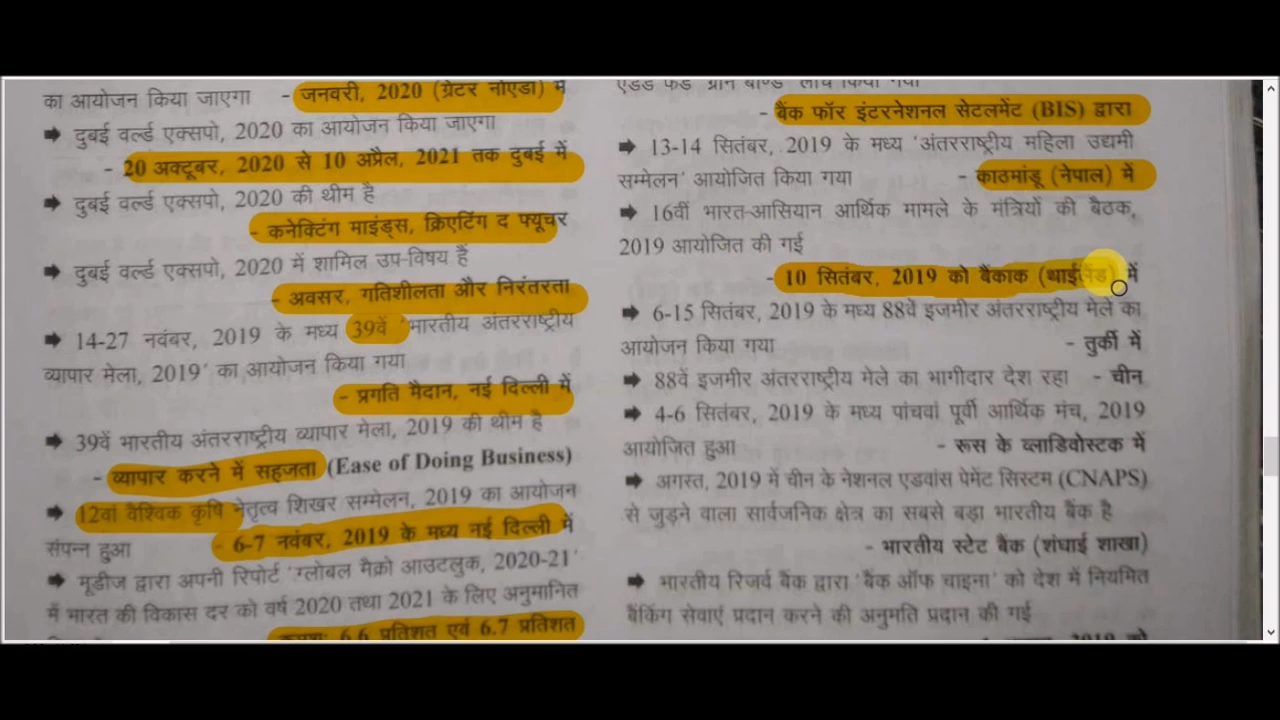 का आयोजन किया जाएगा - जनवरी, 2020 (ग्रेटर नोएडा) में
➡ दुबई वर्ल्ड एक्सपो, 2020 का आयोजन किया जाएगा
- 20 अक्टूबर, 2020 से 10 अप्रैल, 2021 तक दुबई में
➡ दुबई वर्ल्ड एक्सपो, 2020 की थीम है
- कनेक्टिंग माइंड्स, क्रिएटिंग द फ्यूचर
➡ दुबई वर्ल्ड एक्सपो, 2020 में शामिल उप-विषय हैं
- अवसर, गतिशीलता और निरंतरता
➡ 14-27 नवंबर, 2019 के मध्य 39वें 'भारतीय अंतरराष्ट्रीय
व्यापार मेला, 2019' का आयोजन किया गया
- प्रगति मैदान, नई दिल्ली में
➡ 39वें भारतीय अंतरराष्ट्रीय व्यापार मेला, 2019 की थीम है
- व्यापार करने में सहजता (Ease of Doing Business)
➡ 12वां वैश्विक कृषि नेतृत्व शिखर सम्मेलन, 2019 का आयोजन
संपन्न हुआ - 6-7 नवंबर, 2019 के मध्य नई दिल्ली में
➡ मूडीज द्वारा अपनी रिपोर्ट 'ग्लोबल मैक्रो आउटलुक, 2020-21'
में भारत की विकास दर को वर्ष 2020 तथा 2021 के लिए अनुमानित
क्रमशः 6.6 प्रतिशत एवं 6.7 प्रतिशत
- बैंक फॉर इंटरनेशनल सेटलमेंट (BIS) द्वारा
➡ 13-14 सितंबर, 2019 के मध्य 'अंतरराष्ट्रीय महिला उद्यमी
सम्मेलन' आयोजित किया गया - काठमांडू (नेपाल) में
➡ 16वीं भारत-आसियान आर्थिक मामले के मंत्रियों की बैठक,
2019 आयोजित की गई
- 10 सितंबर, 2019 को बैंकाक (थाईलैंड) में
➡ 6-15 सितंबर, 2019 के मध्य 88वें इजमीर अंतरराष्ट्रीय मेले का
आयोजन किया गया - तुर्की में
➡ 88वें इजमीर अंतरराष्ट्रीय मेले का भागीदार देश रहा - चीन
➡ 4-6 सितंबर, 2019 के मध्य पांचवां पूर्वी आर्थिक मंच, 2019
आयोजित हुआ - रूस के व्लाडिवोस्टक में
➡ अगस्त, 2019 में चीन के नेशनल एडवांस पेमेंट सिस्टम (CNAPS)
से जुड़ने वाला सार्वजनिक क्षेत्र का सबसे बड़ा भारतीय बैंक है
- भारतीय स्टेट बैंक (शंघाई शाखा)
➡ भारतीय रिजर्व बैंक द्वारा 'बैंक ऑफ चाइना' को देश में नियमित
बैंकिंग सेवाएं प्रदान करने की अनुमति प्रदान की गई